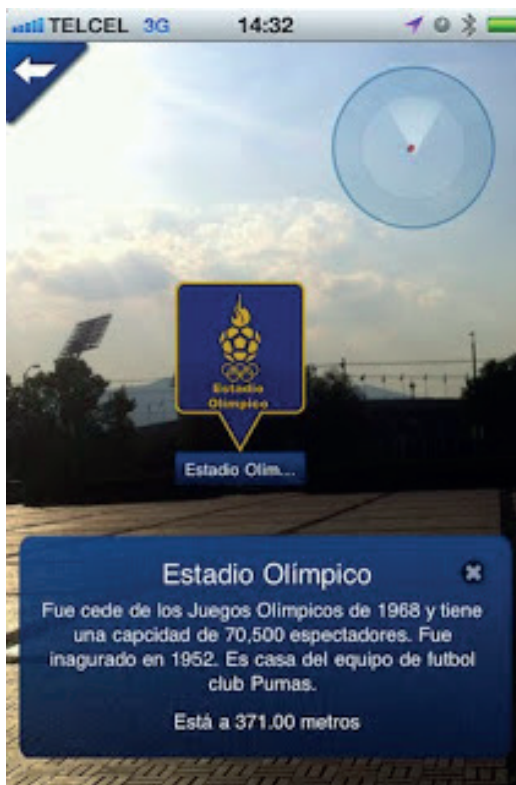 TELCEL 3G 14:32
Estadio
Olímpico
Estadio Olím...
Estadio Olímpico
Fue cede de los Juegos Olímpicos de 1968 y tiene
una capcidad de 70,500 espectadores. Fue
inagurado en 1952. Es casa del equipo de futbol
club Pumas.
Está a 371.00 metros